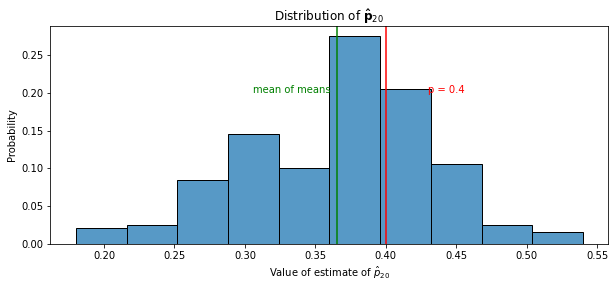 Distribution of p̂₂₀
Probability
0.25
0.20
0.15
0.10
0.05
0.00
mean of means
p = 0.4
0.20 0.25 0.30 0.35 0.40 0.45 0.50 0.55
Value of estimate of p̂₂₀